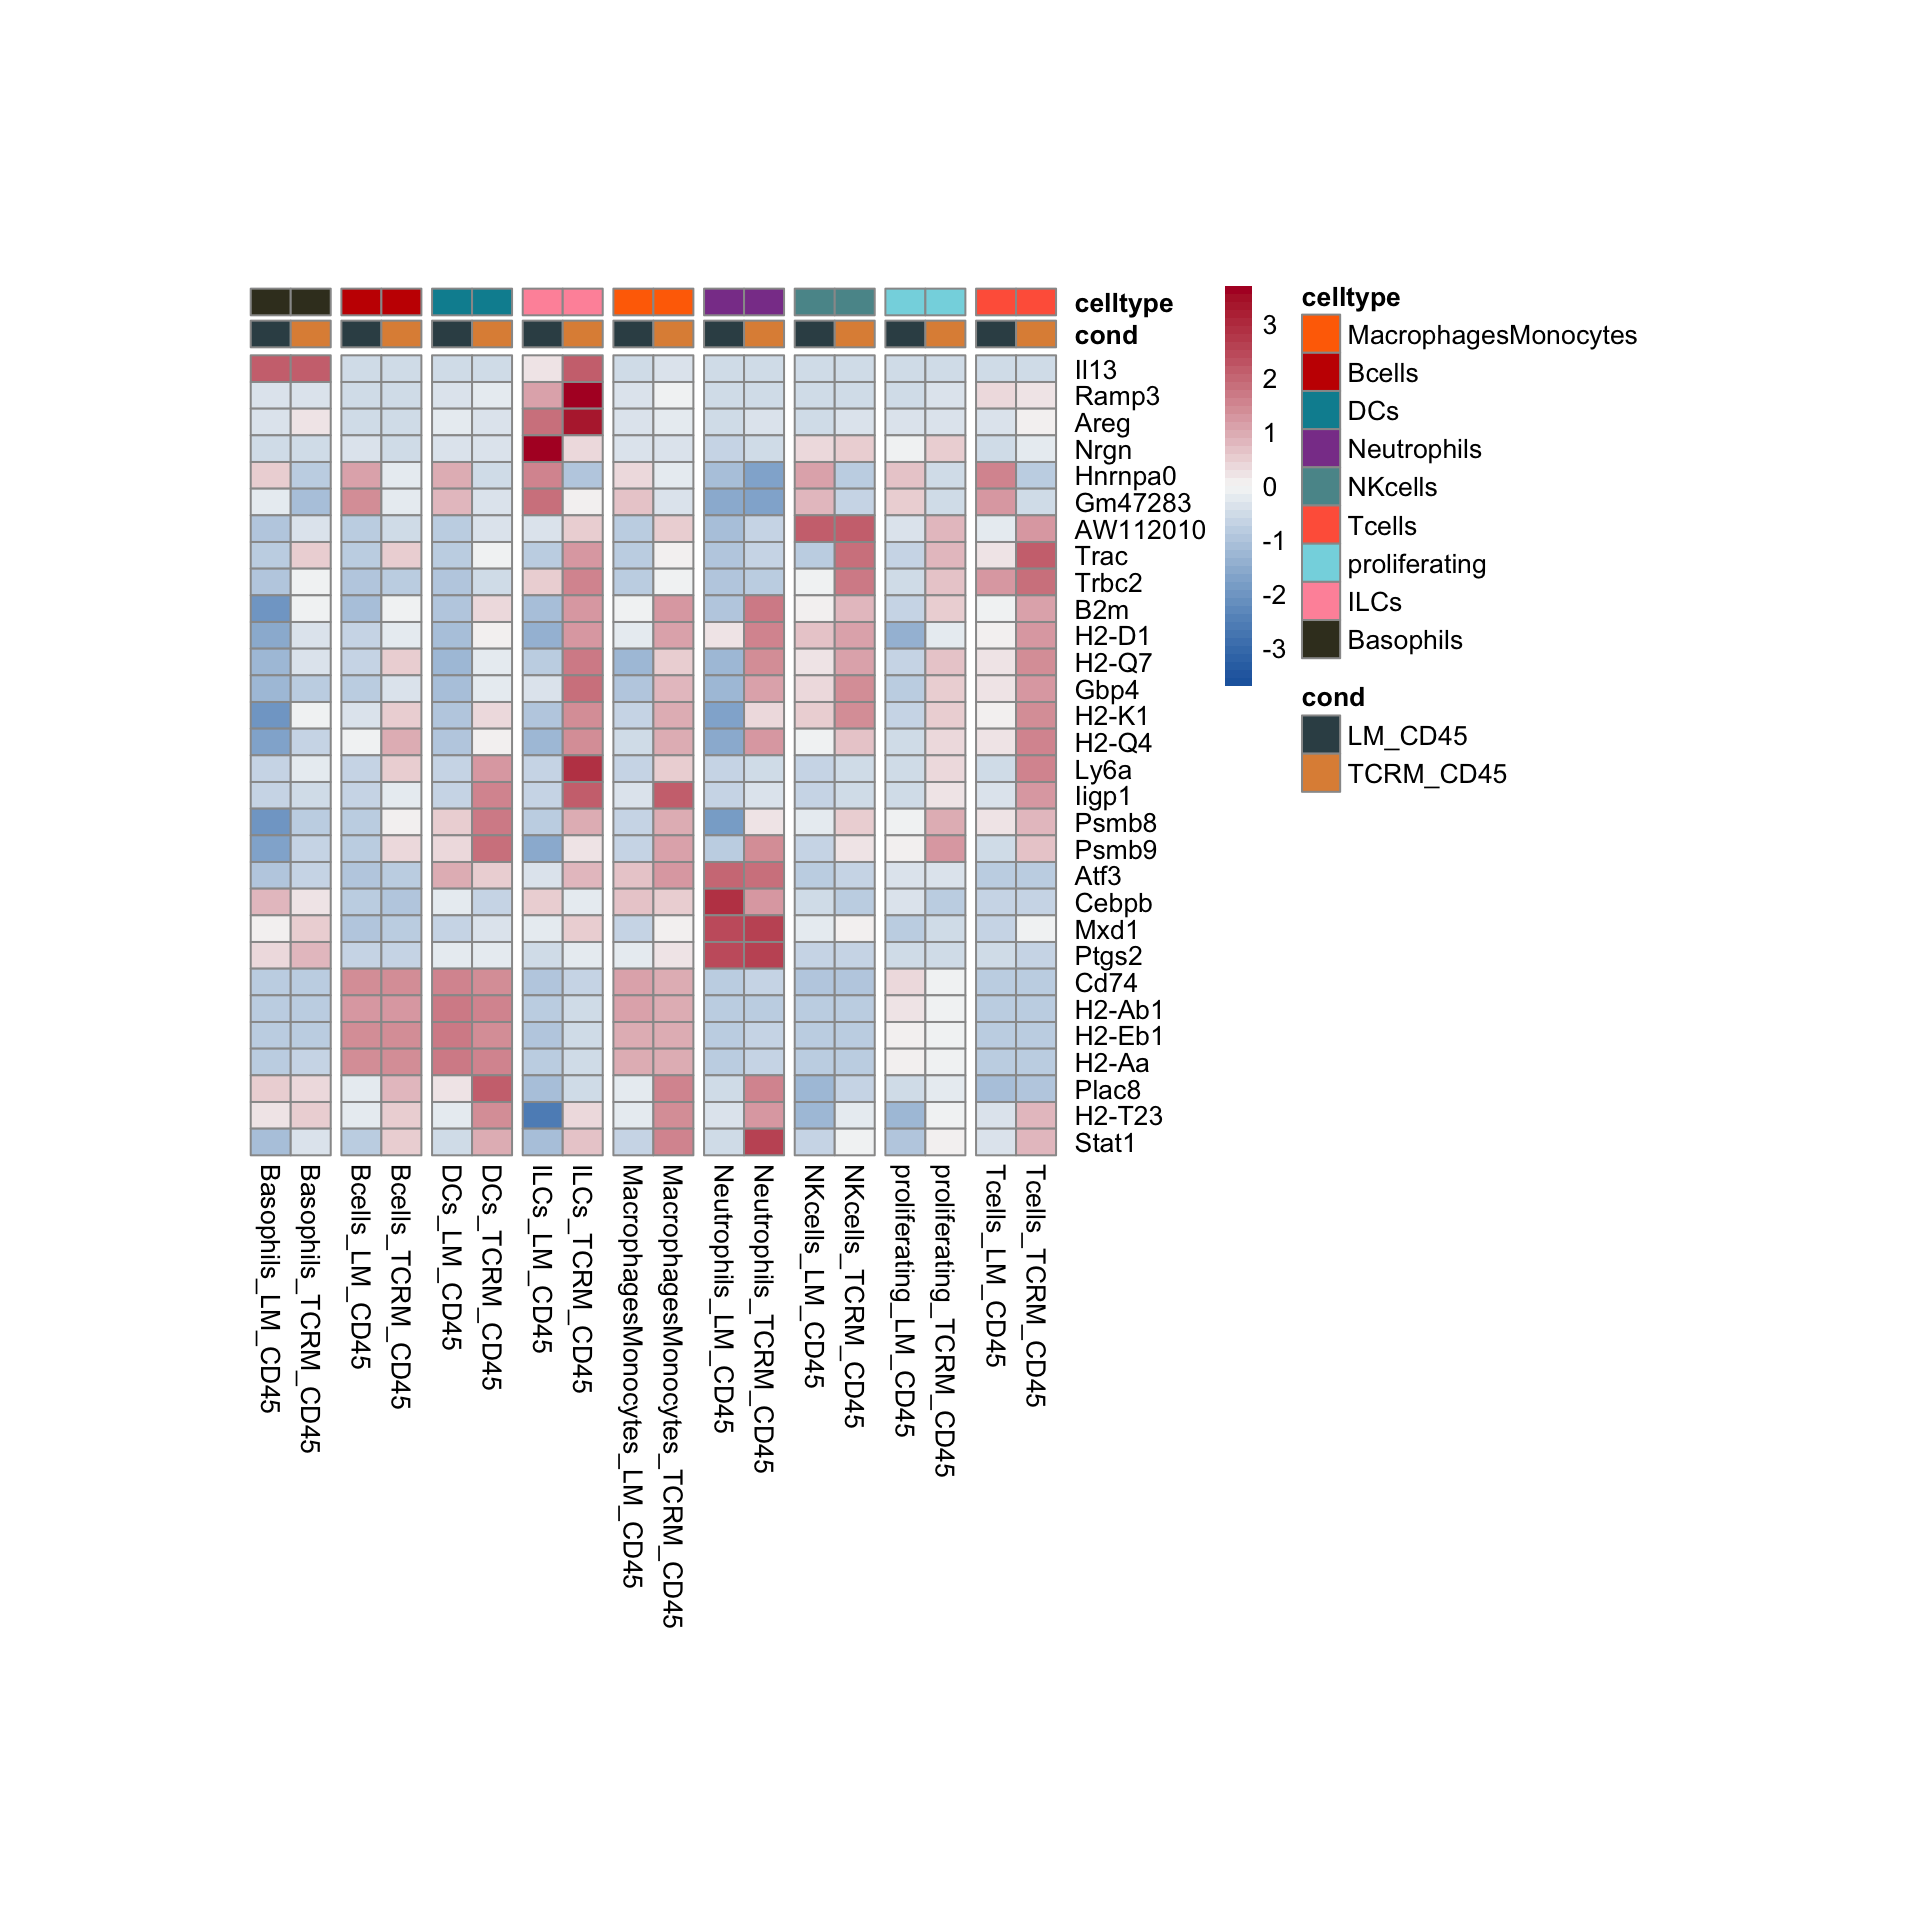 celltype
cond
Il13
Ramp3
Areg
Nrgn
Hnrnpa0
Gm47283
AW112010
Trac
Trbc2
B2m
H2-D1
H2-Q7
Gbp4
H2-K1
H2-Q4
Ly6a
Iigp1
Psmb8
Psmb9
Atf3
Cebpb
Mxd1
Ptgs2
Cd74
H2-Ab1
H2-Eb1
H2-Aa
Plac8
H2-T23
Stat1
Basophils_LM_CD45
Basophils_TCRM_CD45
Bcells_LM_CD45
Bcells_TCRM_CD45
DCs_LM_CD45
DCs_TCRM_CD45
ILCs_LM_CD45
ILCs_TCRM_CD45
MacrophagesMonocytes_LM_CD45
MacrophagesMonocytes_TCRM_CD45
Neutrophils_LM_CD45
Neutrophils_TCRM_CD45
NKcells_LM_CD45
NKcells_TCRM_CD45
proliferating_LM_CD45
proliferating_TCRM_CD45
Tcells_LM_CD45
Tcells_TCRM_CD45
3
2
1
0
-1
-2
-3
celltype
MacrophagesMonocytes
Bcells
DCs
Neutrophils
NKcells
Tcells
proliferating
ILCs
Basophils
cond
LM_CD45
TCRM_CD45